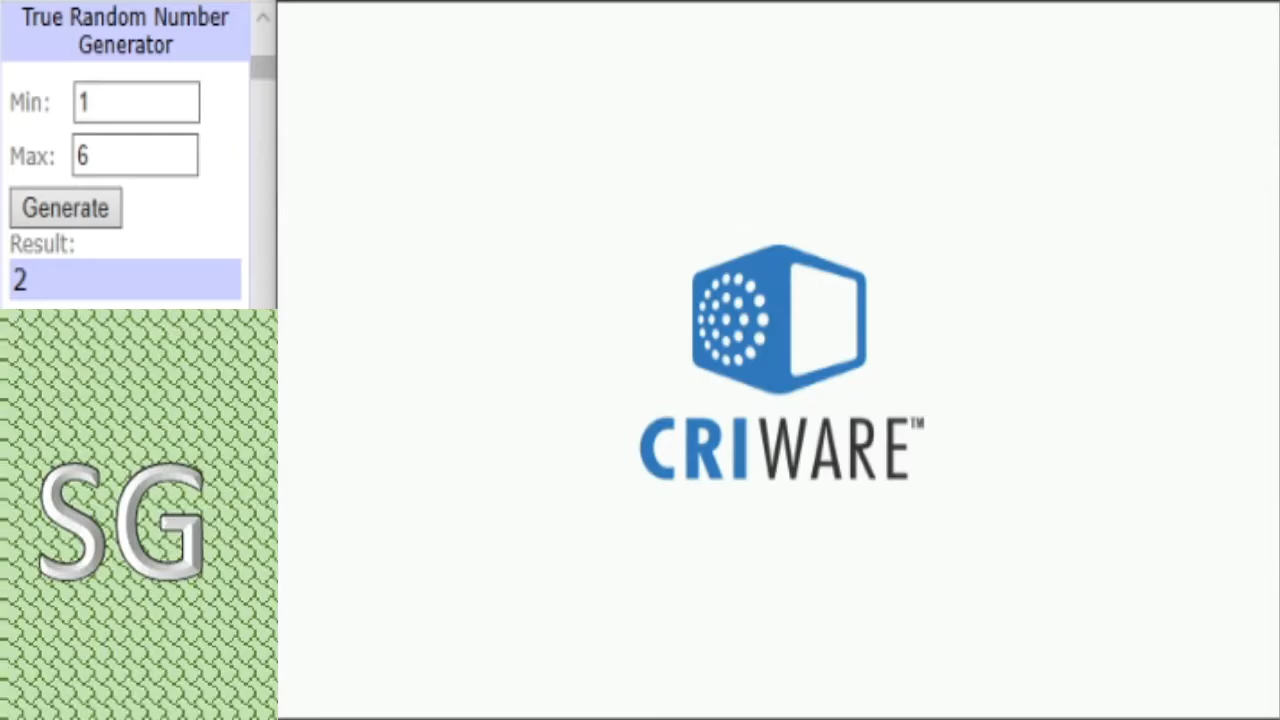 True Random Number
Generator
Min: 1
Max: 6
Generate
Result:
2
SG
CRIWARE™